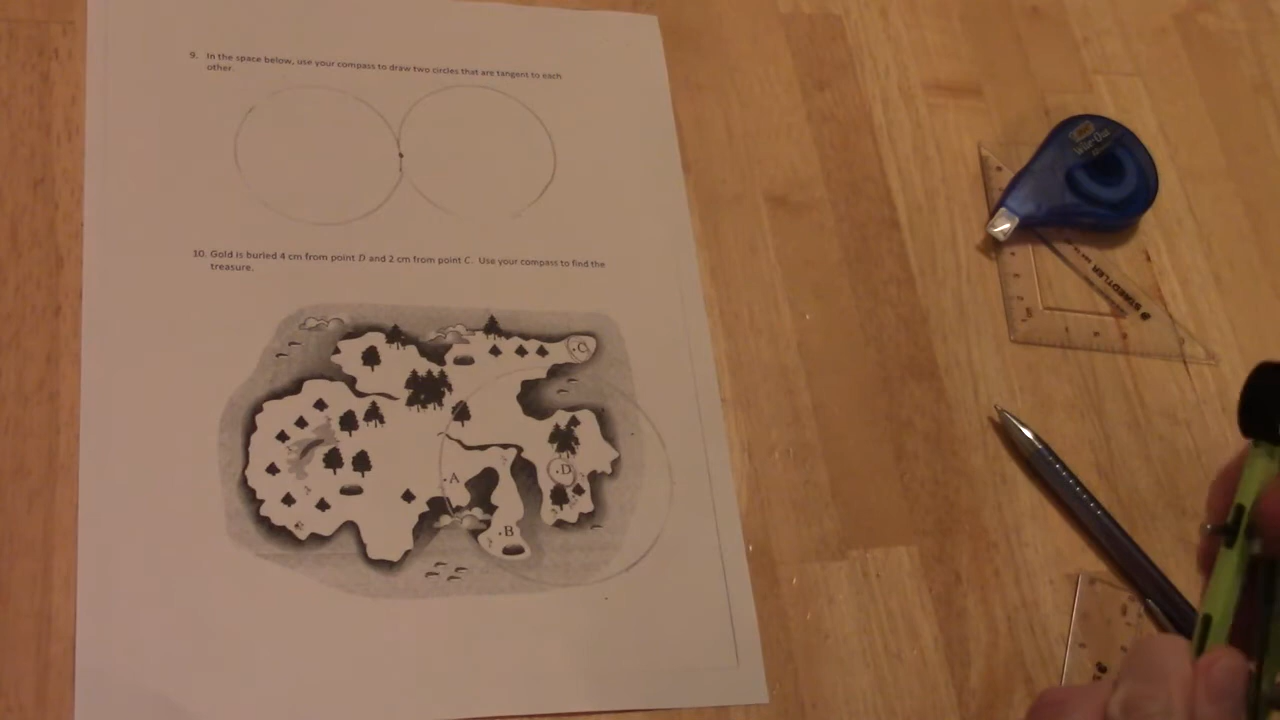 9. In the space below, use your compass to draw two circles that are tangent to each
other.
10. Gold is buried 4 cm from point D and 2 cm from point C. Use your compass to find the
treasure.
C
A
D
B
Wite-Out
STAEDTLER